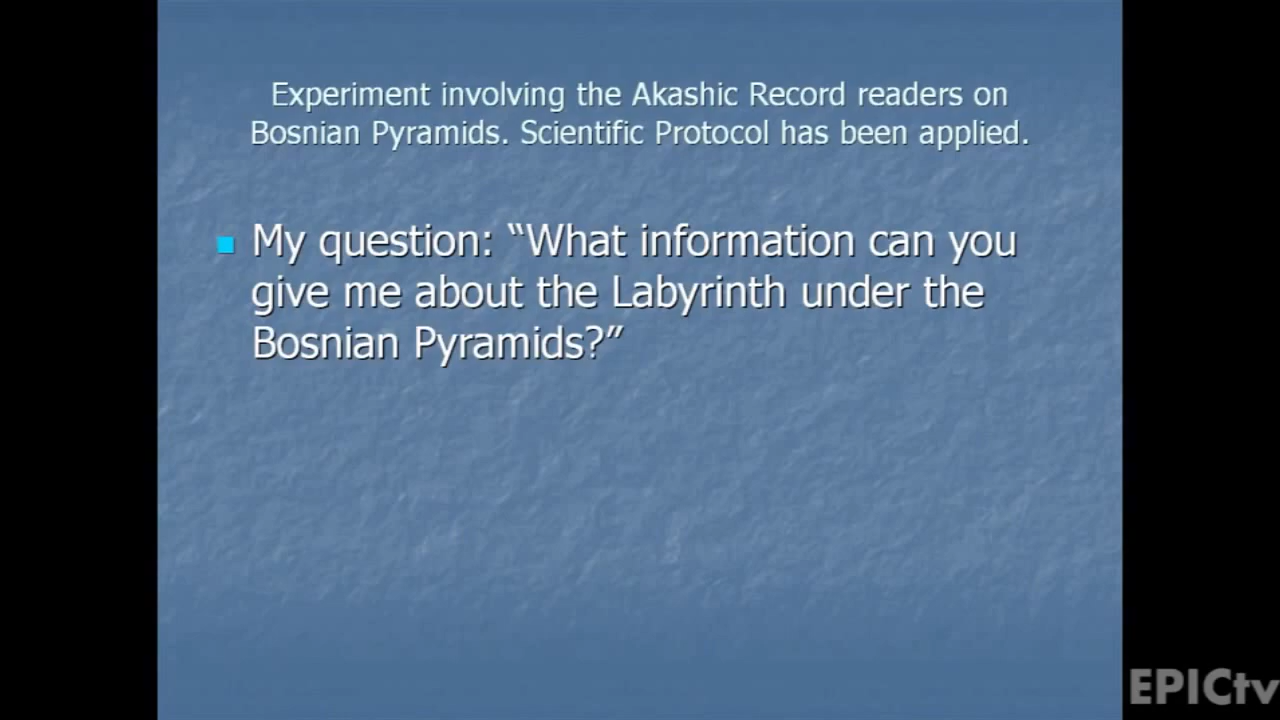 Experiment involving the Akashic Record readers on
Bosnian Pyramids. Scientific Protocol has been applied.
My question: “What information can you
give me about the Labyrinth under the
Bosnian Pyramids?”
EPICtv